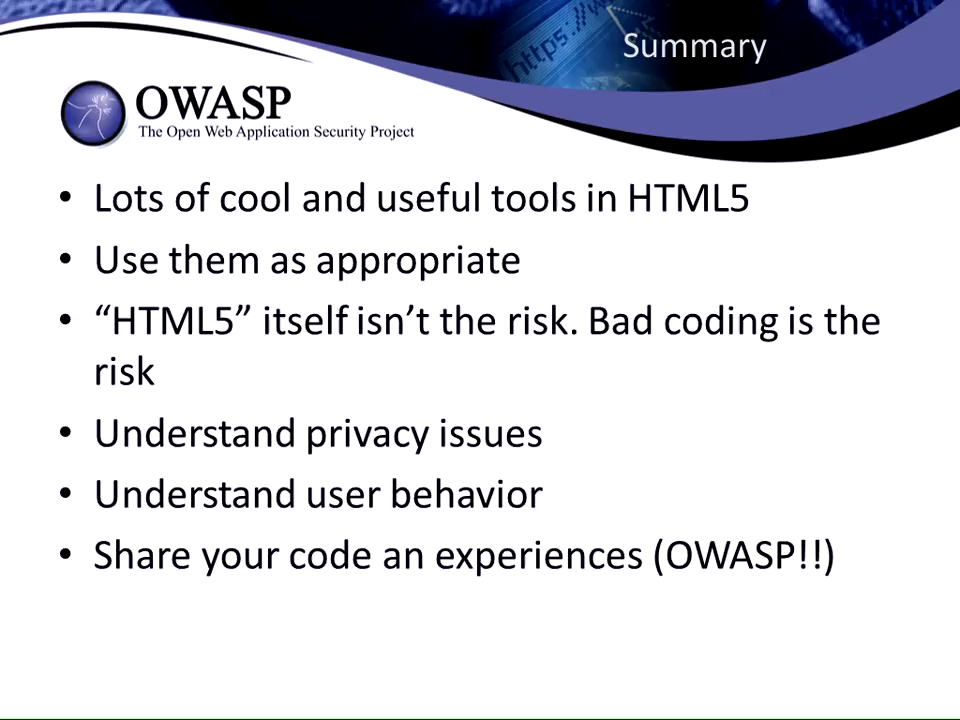 https://w
Summary
OWASP
The Open Web Application Security Project
• Lots of cool and useful tools in HTML5
• Use them as appropriate
• “HTML5” itself isn’t the risk. Bad coding is the
risk
• Understand privacy issues
• Understand user behavior
• Share your code an experiences (OWASP!!)